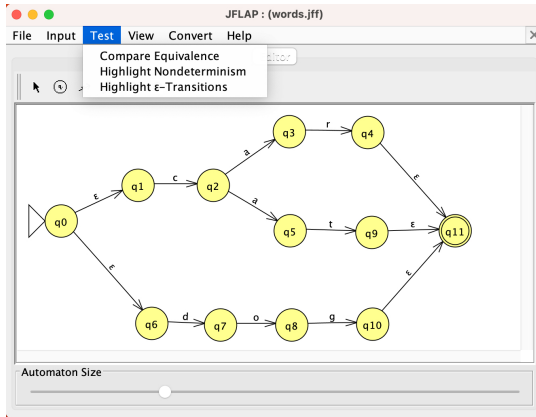 JFLAP : (words.jff)
File Input Test View Convert Help
Compare Equivalence
Highlight Nondeterminism
Highlight ε-Transitions
q3 r q4
a ε
ε q1 c q2
q0 a q5 t q9 ε q11
ε ε
q6 d q7 o q8 g q10
Automaton Size